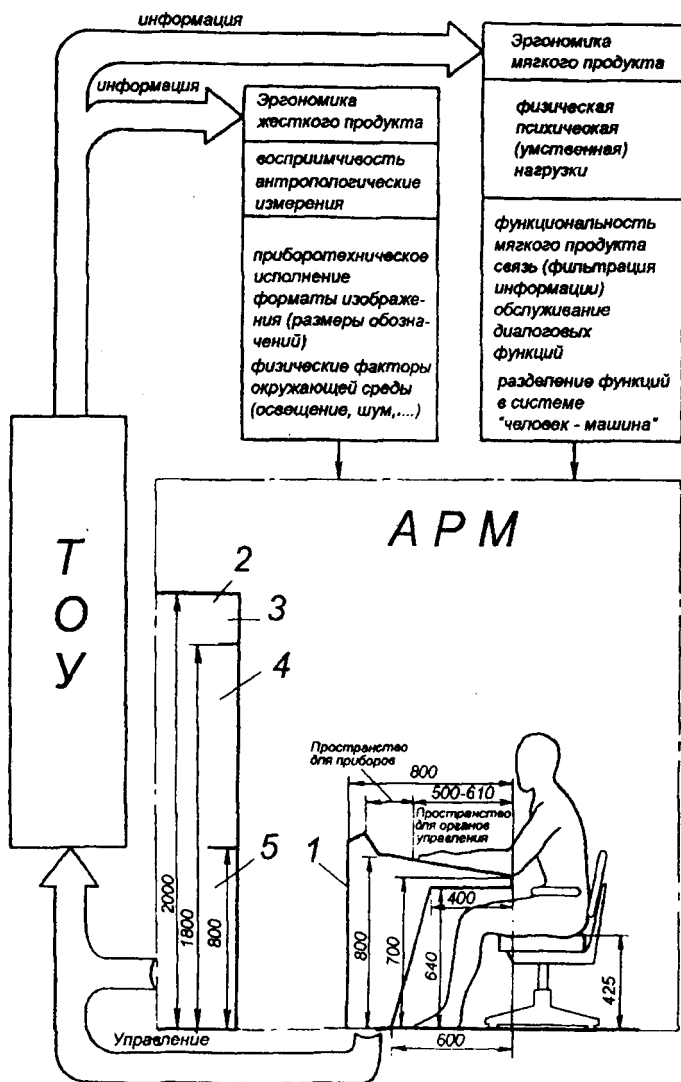 информация
информация
Эргономика
мягкого продукта
физическая
психическая
(умственная)
нагрузки
функциональность
мягкого продукта
связь (фильтрация
информации)
обслуживание
диалоговых
функций
разделение функций
в системе
"человек - машина"
Эргономика
жесткого продукта
восприимчивость
антропологические
измерения
приборотехническое
исполнение
форматы изображе-
ния (размеры обозна-
чений)
физические факторы
окружающей среды
(освещение, шум,....)
Т
О
У
А Р М
2
3
4
5
1
2000
1800
800
Пространство
для приборов
800
500-610
Пространство
для органов
управления
400
800
700
640
425
600
Управление